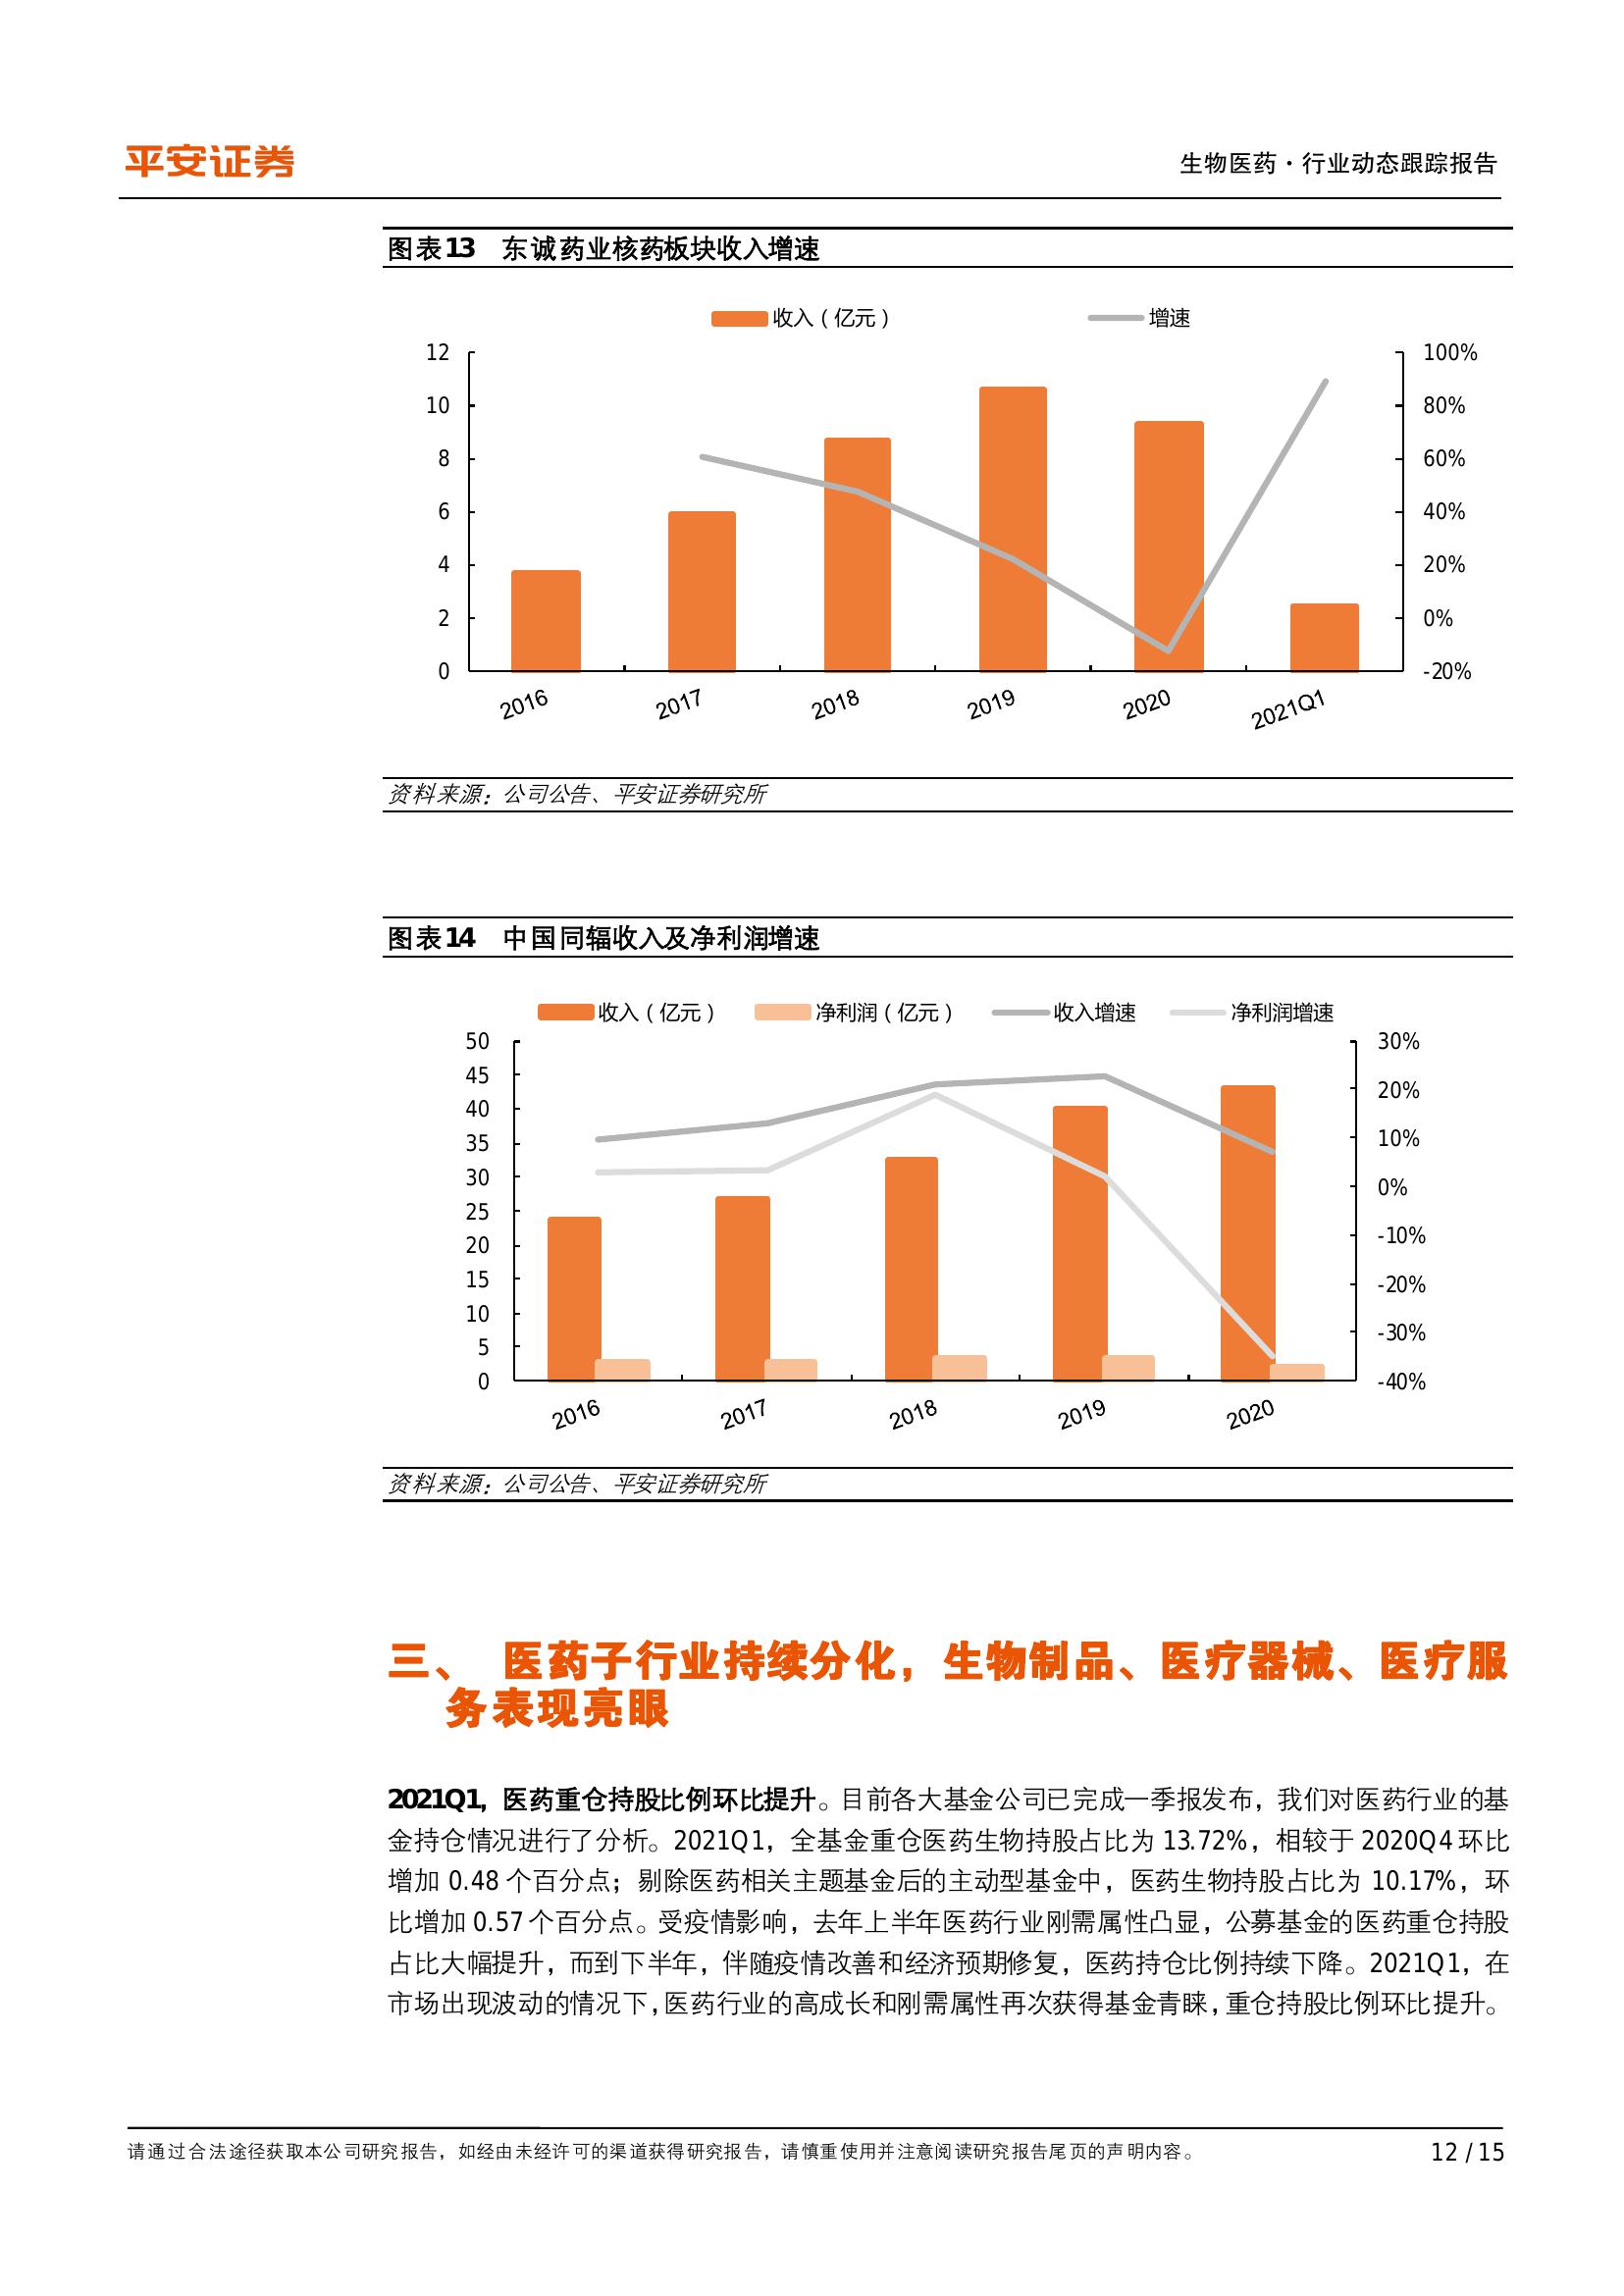 平安证券
生物医药·行业动态跟踪报告
图表13 东诚药业核药板块收入增速
收入（亿元） 增速
12 100%
10 80%
8 60%
6 40%
4 20%
2 0%
0 -20%
2016 2017 2018 2019 2020 2021Q1
资料来源：公司公告、平安证券研究所
图表14 中国同辐收入及净利润增速
收入（亿元） 净利润（亿元） 收入增速 净利润增速
50 30%
45
40 20%
35 10%
30
25 0%
20 -10%
15
10 -20%
5 -30%
0 -40%
2016 2017 2018 2019 2020
资料来源：公司公告、平安证券研究所
三、 医药子行业持续分化，生物制品、医疗器械、医疗服
务表现亮眼
2021Q1，医药重仓持股比例环比提升。目前各大基金公司已完成一季报发布，我们对医药行业的基
金持仓情况进行了分析。2021Q1，全基金重仓医药生物持股占比为 13.72%，相较于 2020Q4 环比
增加 0.48 个百分点；剔除医药相关主题基金后的主动型基金中，医药生物持股占比为 10.17%，环
比增加 0.57 个百分点。受疫情影响，去年上半年医药行业刚需属性凸显，公募基金的医药重仓持股
占比大幅提升，而到下半年，伴随疫情改善和经济预期修复，医药持仓比例持续下降。2021Q1，在
市场出现波动的情况下，医药行业的高成长和刚需属性再次获得基金青睐，重仓持股比例环比提升。
请通过合法途径获取本公司研究报告，如经由未经许可的渠道获得研究报告，请慎重使用并注意阅读研究报告尾页的声明内容。
12 / 15